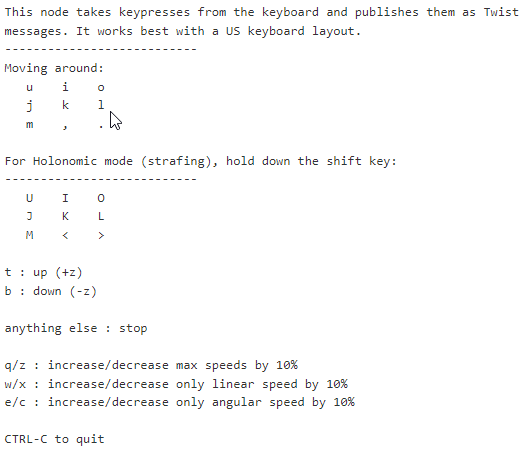 This node takes keypresses from the keyboard and publishes them as Twist
messages. It works best with a US keyboard layout.
---------------------------
Moving around:
   u    i    o
   j    k    l
   m    ,    .

For Holonomic mode (strafing), hold down the shift key:
---------------------------
   U    I    O
   J    K    L
   M    <    >

t : up (+z)
b : down (-z)

anything else : stop

q/z : increase/decrease max speeds by 10%
w/x : increase/decrease only linear speed by 10%
e/c : increase/decrease only angular speed by 10%

CTRL-C to quit